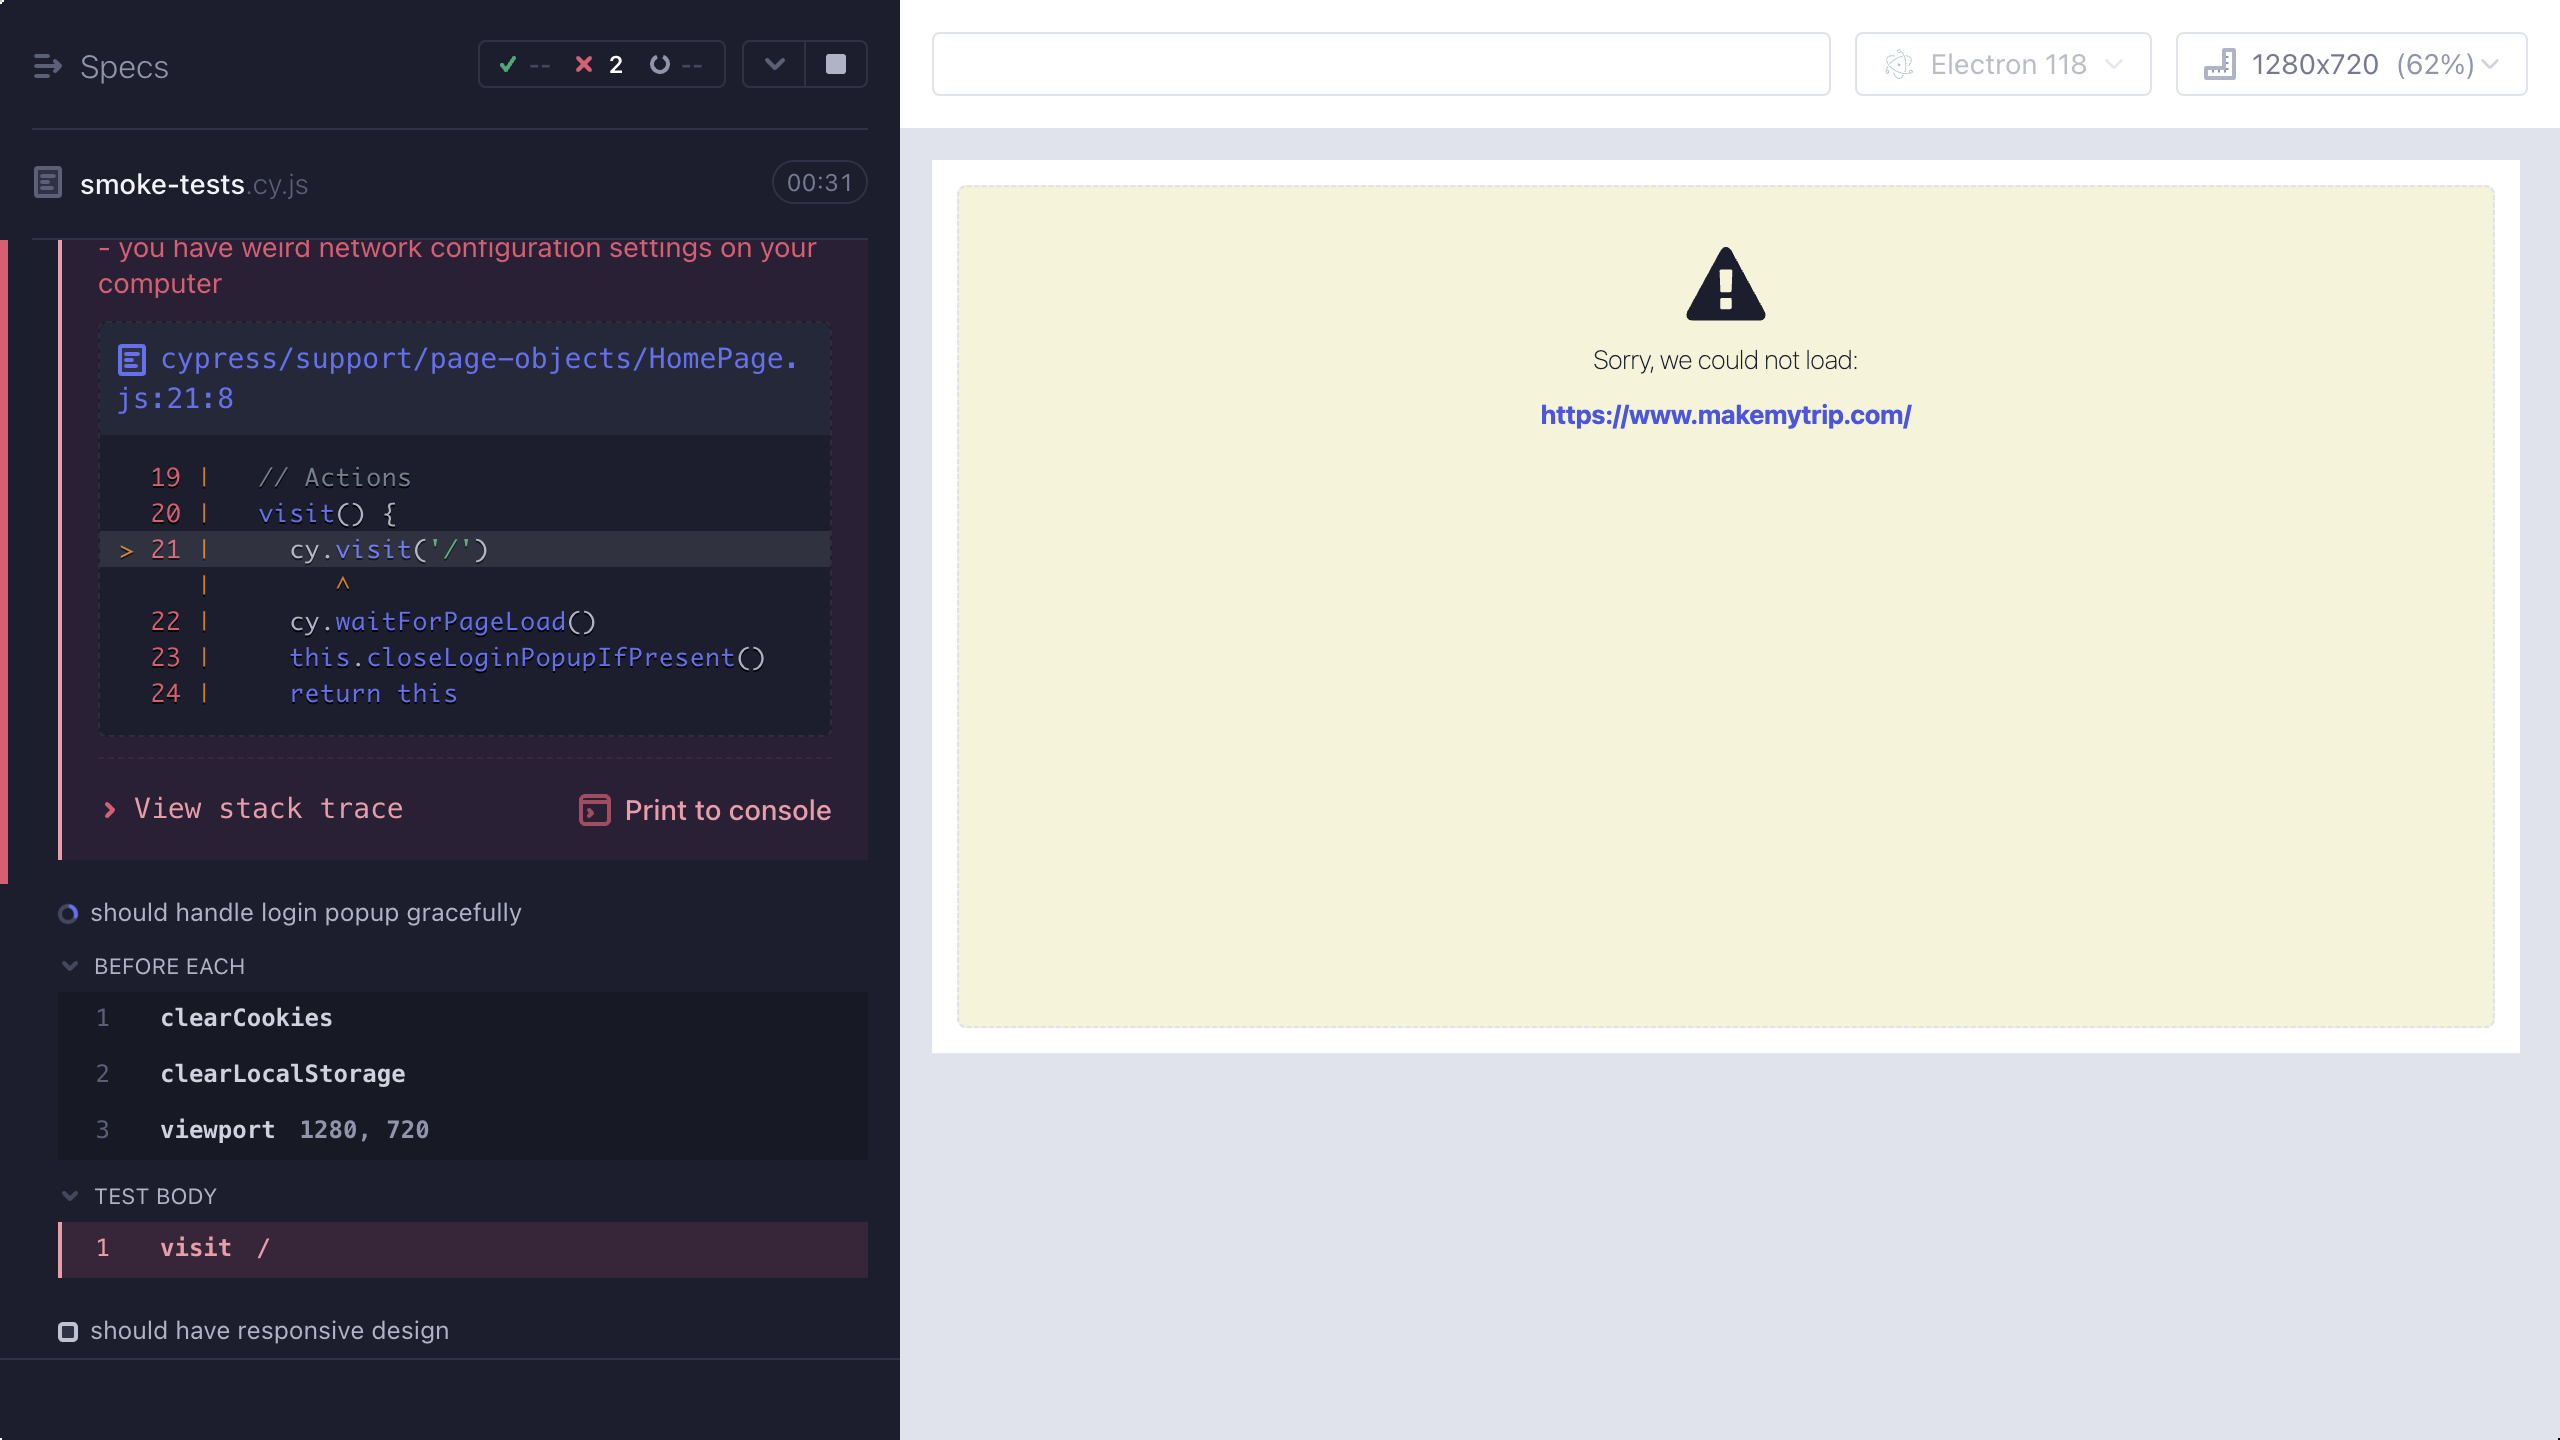 Specs
-- 2 --
smoke-tests.cy.js 00:31
- you have weird network configuration settings on your
computer
cypress/support/page-objects/HomePage.
js:21:8
19 | // Actions
20 | visit() {
> 21 | cy.visit('/')
| ^
22 | cy.waitForPageLoad()
23 | this.closeLoginPopupIfPresent()
24 | return this
View stack trace
Print to console
should handle login popup gracefully
BEFORE EACH
1 clearCookies
2 clearLocalStorage
3 viewport 1280, 720
TEST BODY
1 visit /
should have responsive design
Electron 118
1280x720 (62%)
Sorry, we could not load:
https://www.makemytrip.com/